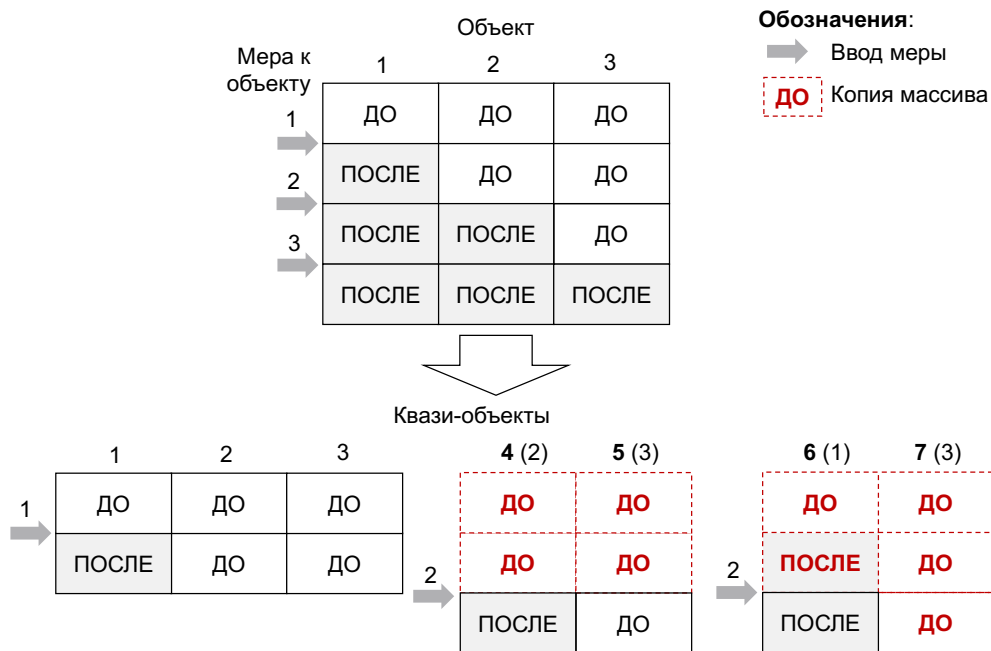 Обозначения:
Объект
Ввод меры
Мера к
объекту
1 2 3
ДО Копия массива
1 ДО ДО ДО
ПОСЛЕ ДО ДО
2
ПОСЛЕ ПОСЛЕ ДО
3
ПОСЛЕ ПОСЛЕ ПОСЛЕ
Квази-объекты
1 2 3 4 (2) 5 (3) 6 (1) 7 (3)
1 ДО ДО ДО ДО ДО ДО ДО
ПОСЛЕ ДО ДО ДО ДО ПОСЛЕ ДО
2 2
ПОСЛЕ ДО ПОСЛЕ ДО